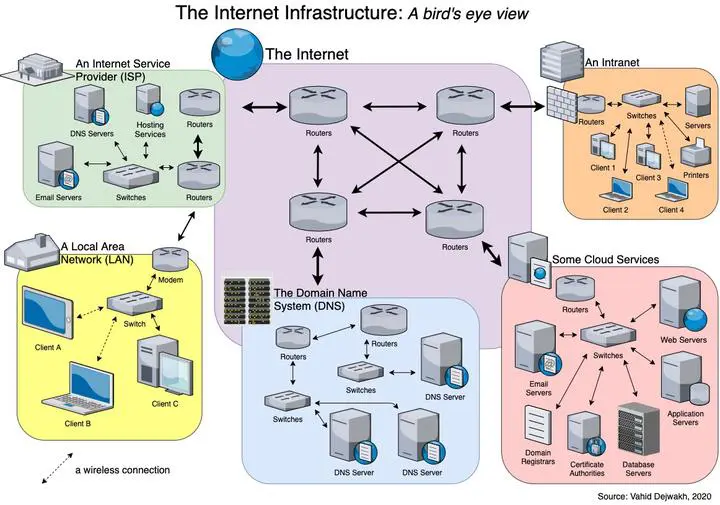 The Internet Infrastructure: A bird's eye view
An Internet Service
Provider (ISP)
DNS Servers
Hosting
Services
Routers
Email Servers
Switches
Routers
The Internet
Routers
Routers
Routers
Routers
An Intranet
Routers
Switches
Servers
Client 1
Client 3
Printers
Client 2
Client 4
A Local Area
Network (LAN)
Modem
Switch
Client A
Client B
Client C
a wireless connection
The Domain Name
System (DNS)
Routers
Routers
Switches
DNS Server
Switches
DNS Server
DNS Server
Some Cloud Services
Routers
Web Servers
Switches
Email
Servers
Application
Servers
Domain
Registrars
Certificate
Authorities
Database
Servers
Source: Vahid Dejwakh, 2020